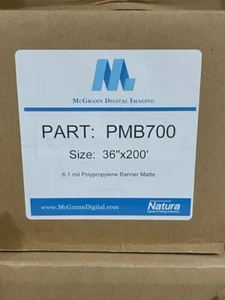 M
McGrann Digital Imaging
PART: PMB700
Size: 36"x200'
6.1 mil Polypropylene Banner Matte
www.McGrannDigital.com
Natura